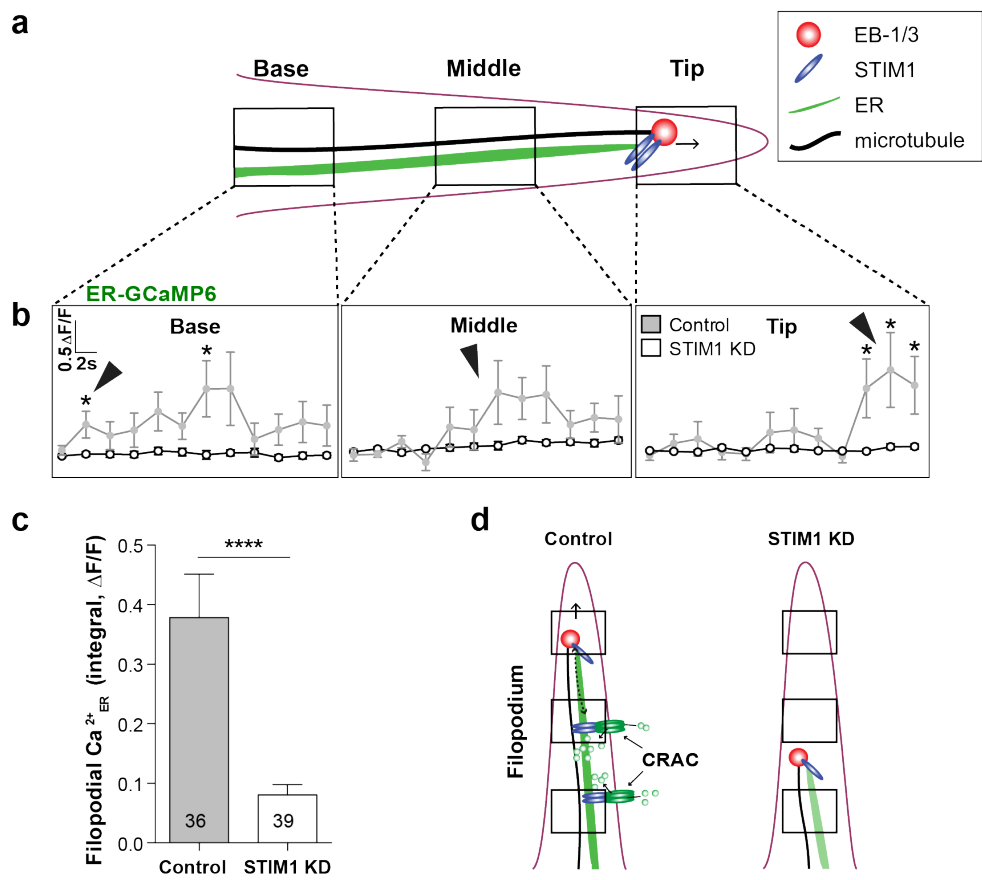 a
Base
Middle
Tip
EB-1/3
STIM1
ER
microtubule
ER-GCaMP6
b
0.5ΔF/F
2s
Base
*
*
Middle
Control
STIM1 KD
Tip
*
*
*
c
Filopodial Ca²⁺ER (integral, ΔF/F)
0.5
0.4
0.3
0.2
0.1
0.0
****
36
39
Control
STIM1 KD
d
Control
STIM1 KD
Filopodium
CRAC